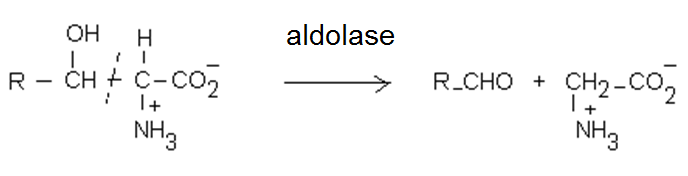 OH H aldolase
R – CH – C – CO₂⁻ ⟶ R–CHO + CH₂–CO₂⁻
+ +
NH₃ NH₃